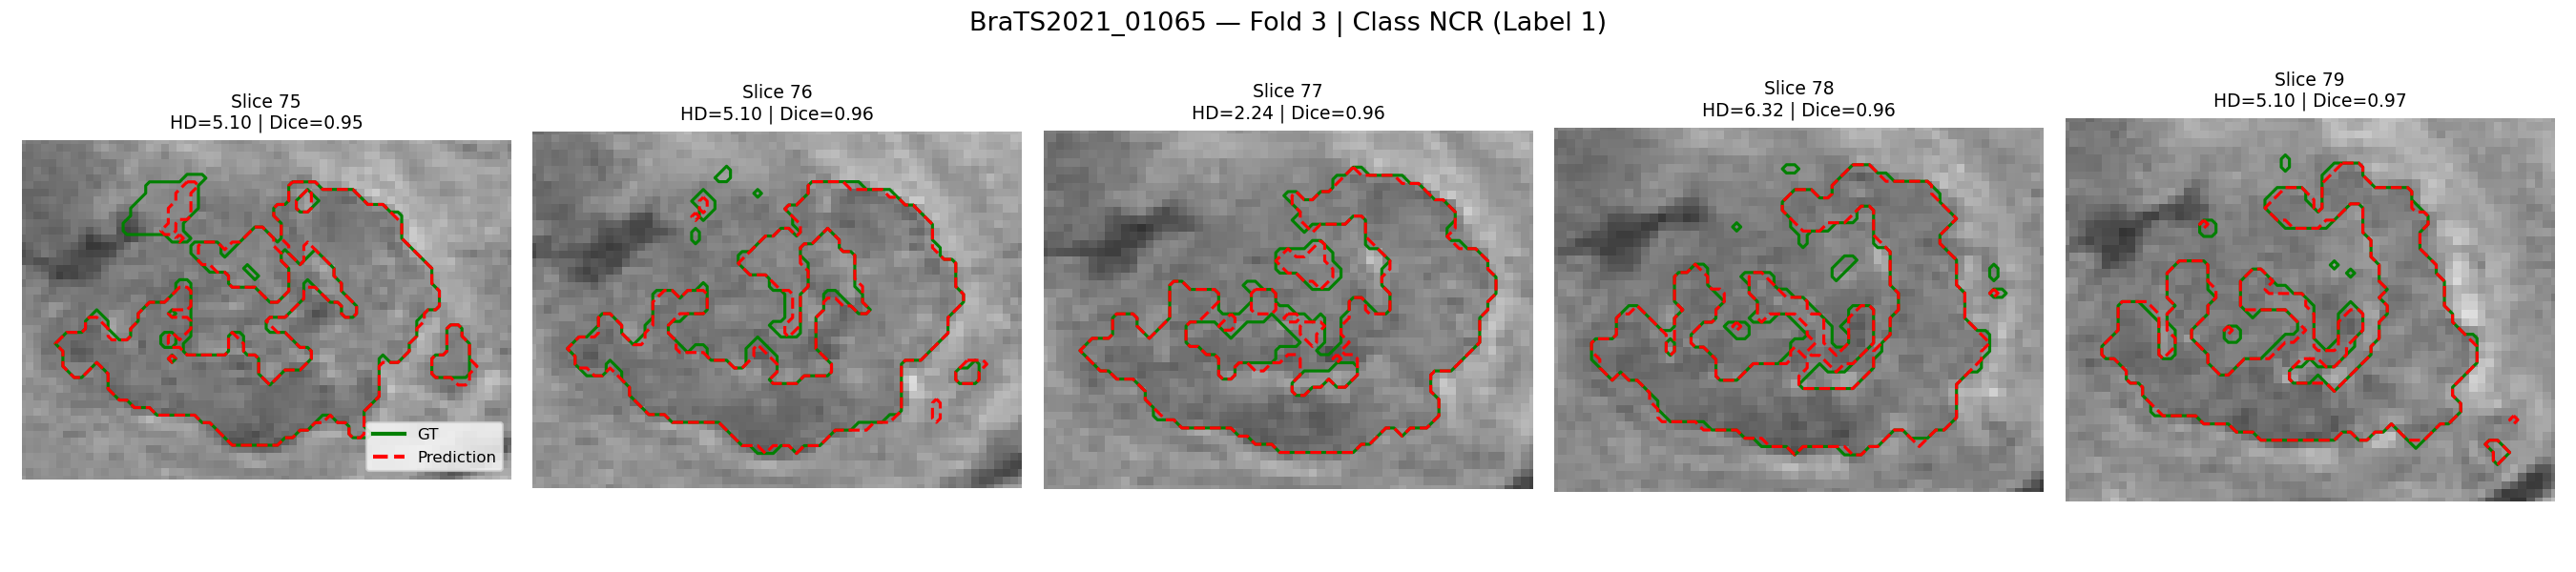 BraTS2021_01065 — Fold 3 | Class NCR (Label 1)
Slice 75
HD=5.10 | Dice=0.95
Slice 76
HD=5.10 | Dice=0.96
Slice 77
HD=2.24 | Dice=0.96
Slice 78
HD=6.32 | Dice=0.96
Slice 79
HD=5.10 | Dice=0.97
GT
Prediction